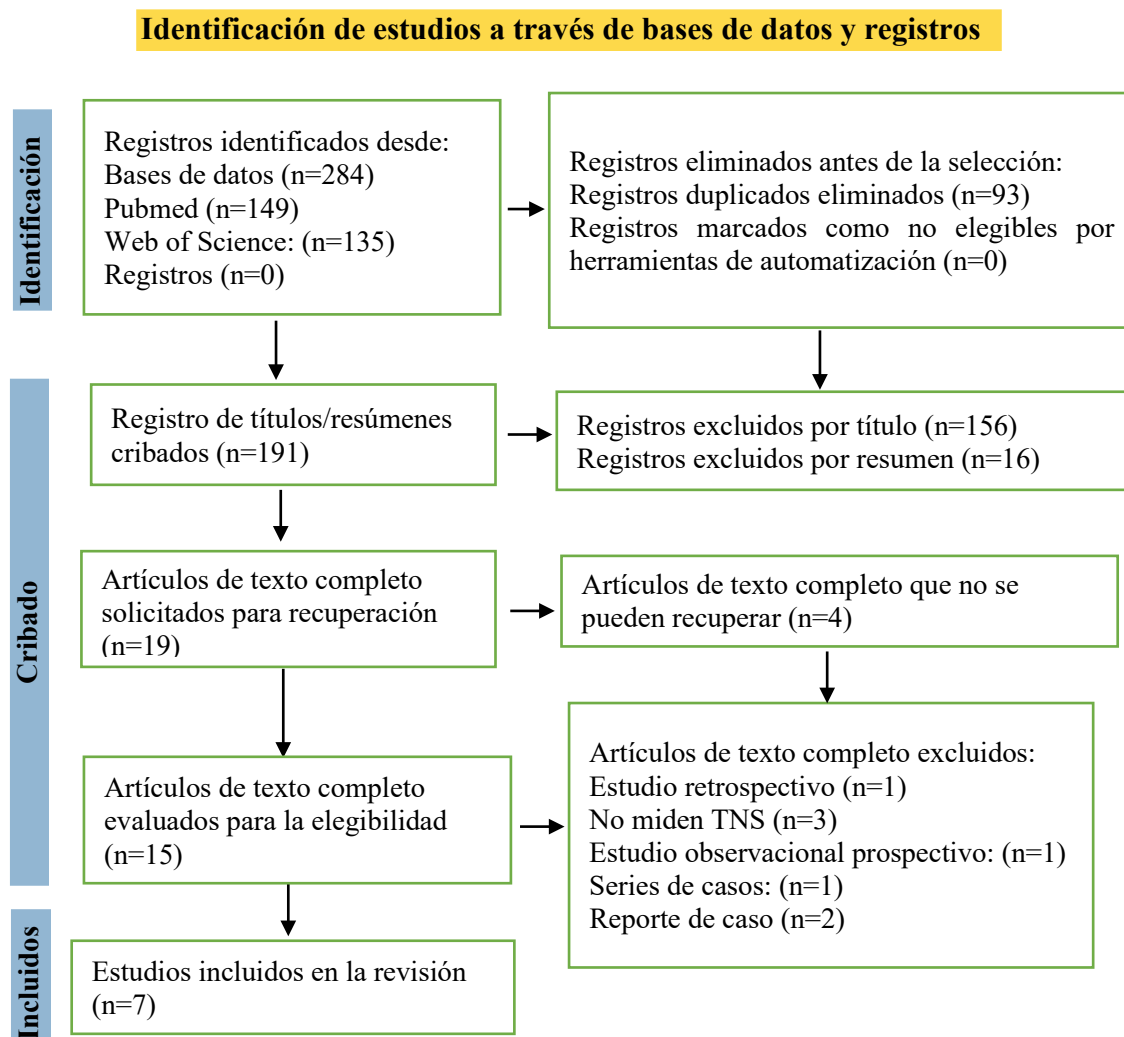 Identificación de estudios a través de bases de datos y registros
Identificación
Registros identificados desde:
Bases de datos (n=284)
Pubmed (n=149)
Web of Science: (n=135)
Registros (n=0)
Registros eliminados antes de la selección:
Registros duplicados eliminados (n=93)
Registros marcados como no elegibles por
herramientas de automatización (n=0)
Cribado
Registro de títulos/resúmenes
cribados (n=191)
Registros excluidos por título (n=156)
Registros excluidos por resumen (n=16)
Artículos de texto completo
solicitados para recuperación
(n=19)
Artículos de texto completo que no se
pueden recuperar (n=4)
Artículos de texto completo
evaluados para la elegibilidad
(n=15)
Artículos de texto completo excluidos:
Estudio retrospectivo (n=1)
No miden TNS (n=3)
Estudio observacional prospectivo: (n=1)
Series de casos: (n=1)
Reporte de caso (n=2)
Incluidos
Estudios incluidos en la revisión
(n=7)